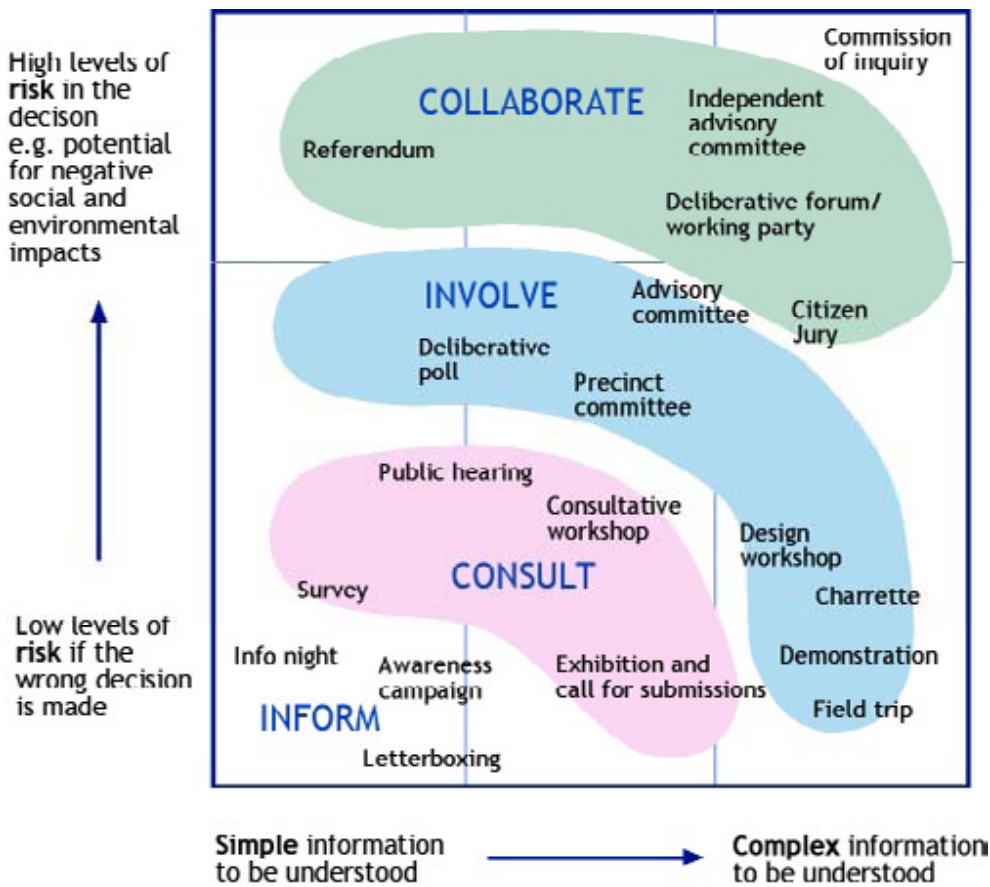 High levels of
risk in the
decison
e.g. potential
for negative
social and
environmental
impacts
Low levels of
risk if the
wrong decision
is made
Commission
of inquiry
COLLABORATE
Independent
advisory
committee
Referendum
Deliberative forum/
working party
INVOLVE
Advisory
committee
Citizen
Jury
Deliberative
poll
Precinct
committee
Public hearing
Consultative
workshop
Design
workshop
CONSULT
Survey
Charrette
Info night
Awareness
campaign
Exhibition and
call for submissions
Demonstration
Field trip
INFORM
Letterboxing
Simple information
to be understood
Complex information
to be understood